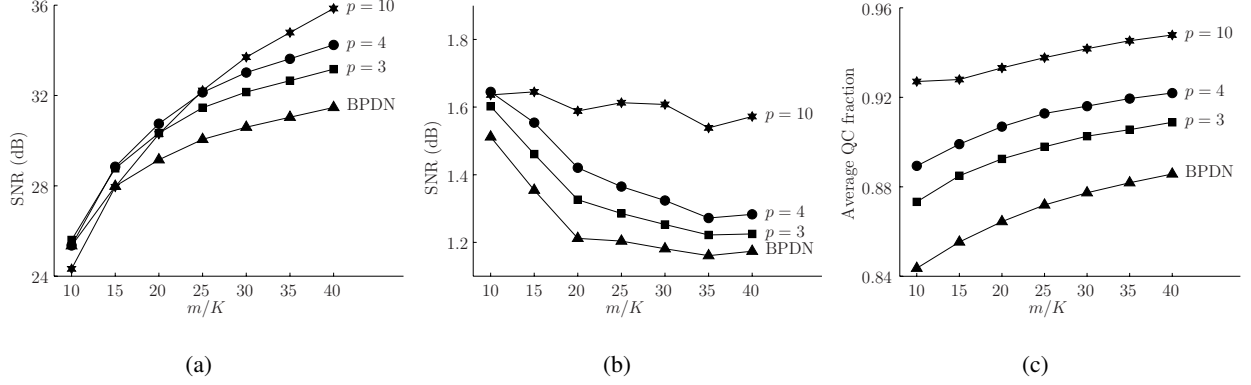 36
32
28
24
SNR (dB)
10 15 20 25 30 35 40
m/K
p = 10
p = 4
p = 3
BPDN
(a)
1.8
1.6
1.4
1.2
SNR (dB)
10 15 20 25 30 35 40
m/K
p = 10
p = 4
p = 3
BPDN
(b)
0.96
0.92
0.88
0.84
Average QC fraction
10 15 20 25 30 35 40
m/K
p = 10
p = 4
p = 3
BPDN
(c)